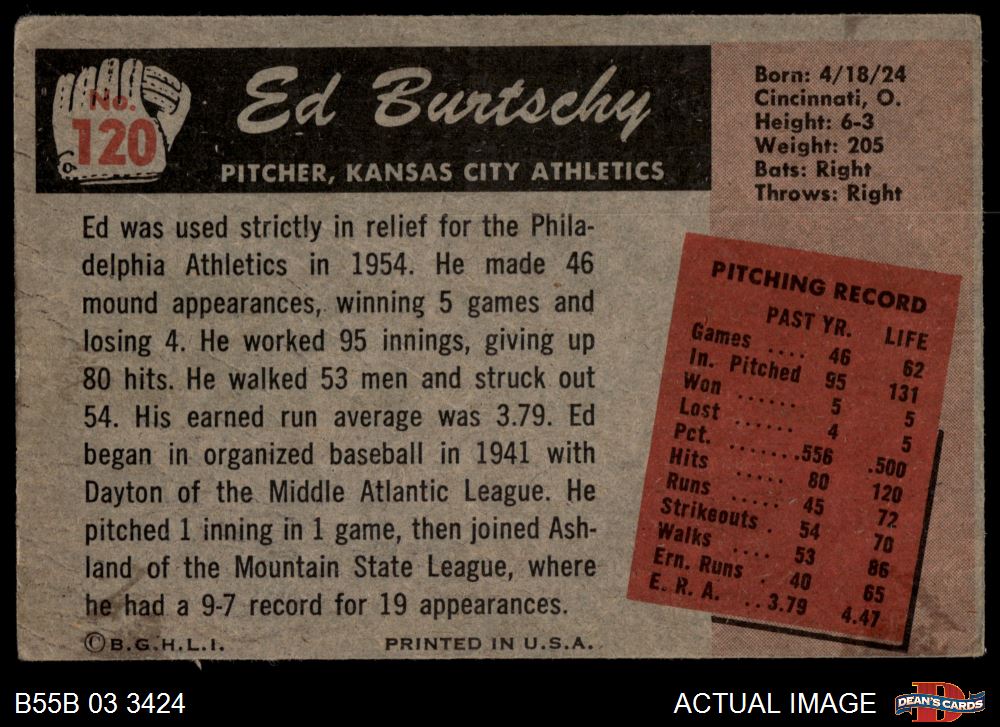 No.
120
Ed Burtschy
PITCHER, KANSAS CITY ATHLETICS
Born: 4/18/24
Cincinnati, O.
Height: 6-3
Weight: 205
Bats: Right
Throws: Right
Ed was used strictly in relief for the Phila-
delphia Athletics in 1954. He made 46
mound appearances, winning 5 games and
losing 4. He worked 95 innings, giving up
80 hits. He walked 53 men and struck out
54. His earned run average was 3.79. Ed
began in organized baseball in 1941 with
Dayton of the Middle Atlantic League. He
pitched 1 inning in 1 game, then joined Ash-
land of the Mountain State League, where
he had a 9-7 record for 19 appearances.
©B.G.H.L.I. PRINTED IN U.S.A.
PITCHING RECORD
PAST YR. LIFE
Games .... 46 62
In. Pitched 95 131
Won ...... 5 5
Lost ...... 4 5
Pct. ....... .556 .500
Hits ..... 80 120
Runs ..... 45 72
Strikeouts . 54 70
Walks .... 53 86
Ern. Runs . 40 65
E. R. A. .. 3.79 4.47
B55B 03 3424
ACTUAL IMAGE
D
DEAN'S CARDS